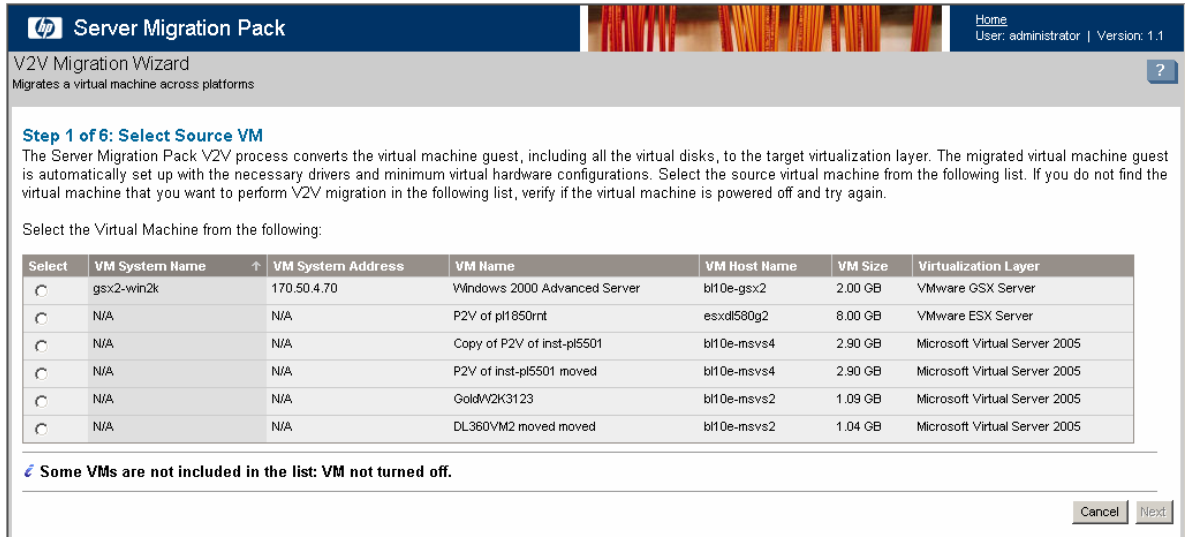 hp Server Migration Pack
Home
User: administrator | Version: 1.1
V2V Migration Wizard
Migrates a virtual machine across platforms
?
Step 1 of 6: Select Source VM
The Server Migration Pack V2V process converts the virtual machine guest, including all the virtual disks, to the target virtualization layer. The migrated virtual machine guest
is automatically set up with the necessary drivers and minimum virtual hardware configurations. Select the source virtual machine from the following list. If you do not find the
virtual machine that you want to perform V2V migration in the following list, verify if the virtual machine is powered off and try again.
Select the Virtual Machine from the following:
Select VM System Name ↑ VM System Address VM Name VM Host Name VM Size Virtualization Layer
gsx2-win2k 170.50.4.70 Windows 2000 Advanced Server bl10e-gsx2 2.00 GB VMware GSX Server
N/A N/A P2V of pl1850rnt esxdl580g2 8.00 GB VMware ESX Server
N/A N/A Copy of P2V of inst-pl5501 bl10e-msvs4 2.90 GB Microsoft Virtual Server 2005
N/A N/A P2V of inst-pl5501 moved bl10e-msvs4 2.90 GB Microsoft Virtual Server 2005
N/A N/A GoldW2K3123 bl10e-msvs2 1.09 GB Microsoft Virtual Server 2005
N/A N/A DL360VM2 moved moved bl10e-msvs2 1.04 GB Microsoft Virtual Server 2005
i Some VMs are not included in the list: VM not turned off.
Cancel Next